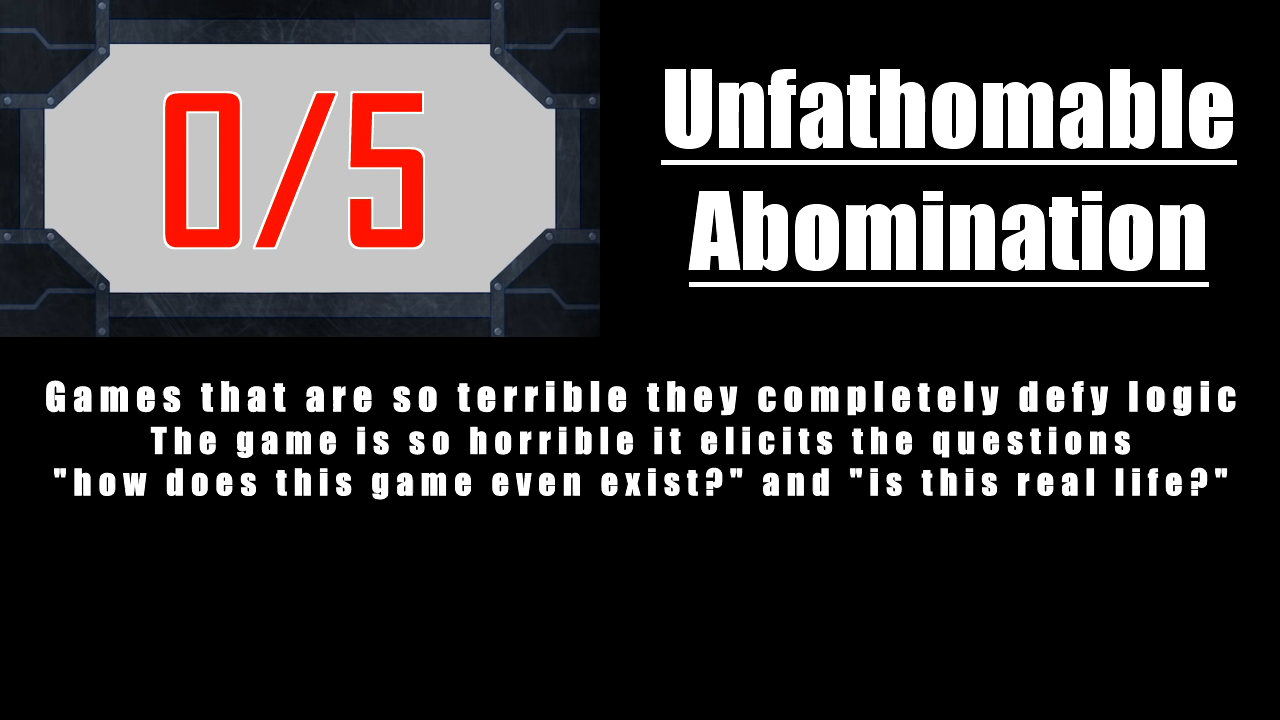 0/5
Unfathomable
Abomination
Games that are so terrible they completely defy logic
The game is so horrible it elicits the questions
"how does this game even exist?" and "is this real life?"